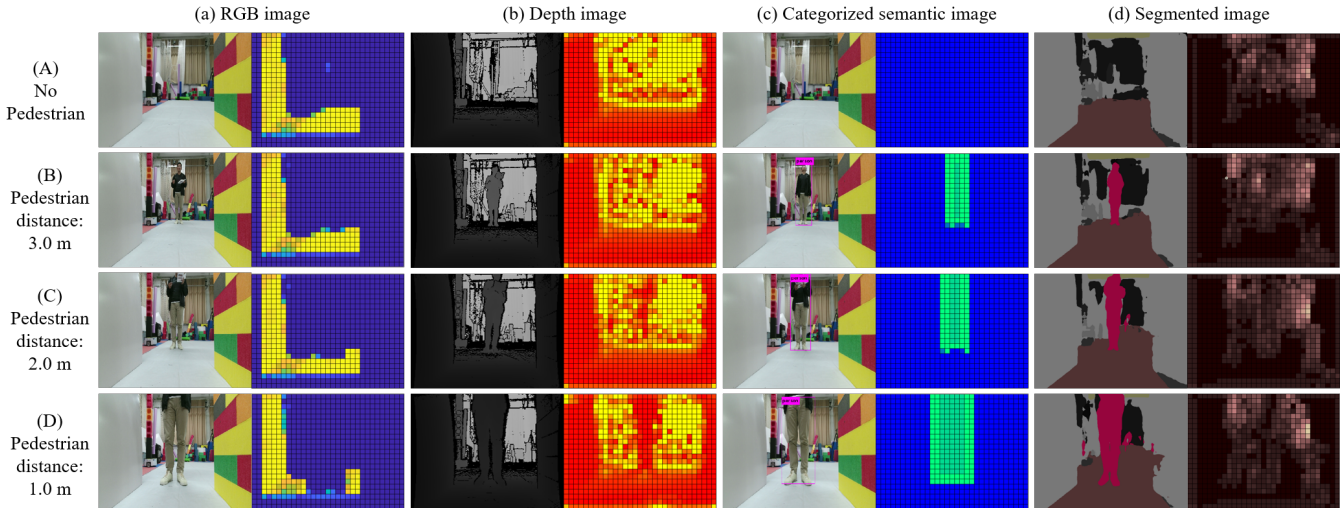 (a) RGB image
(b) Depth image
(c) Categorized semantic image
(d) Segmented image
(A)
No
Pedestrian
(B)
Pedestrian
distance:
3.0 m
(C)
Pedestrian
distance:
2.0 m
(D)
Pedestrian
distance:
1.0 m